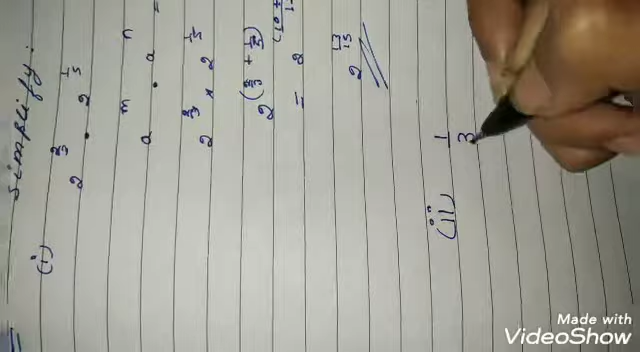 Simplify:
(i) 2^(2/3) . 2^(1/5)
a^m . a^n =
2^(2/3) × 2^(1/5)
2^(2/3 + 1/5)
= 2
2^(13/15)
(ii) 1/3
Made with
VideoShow